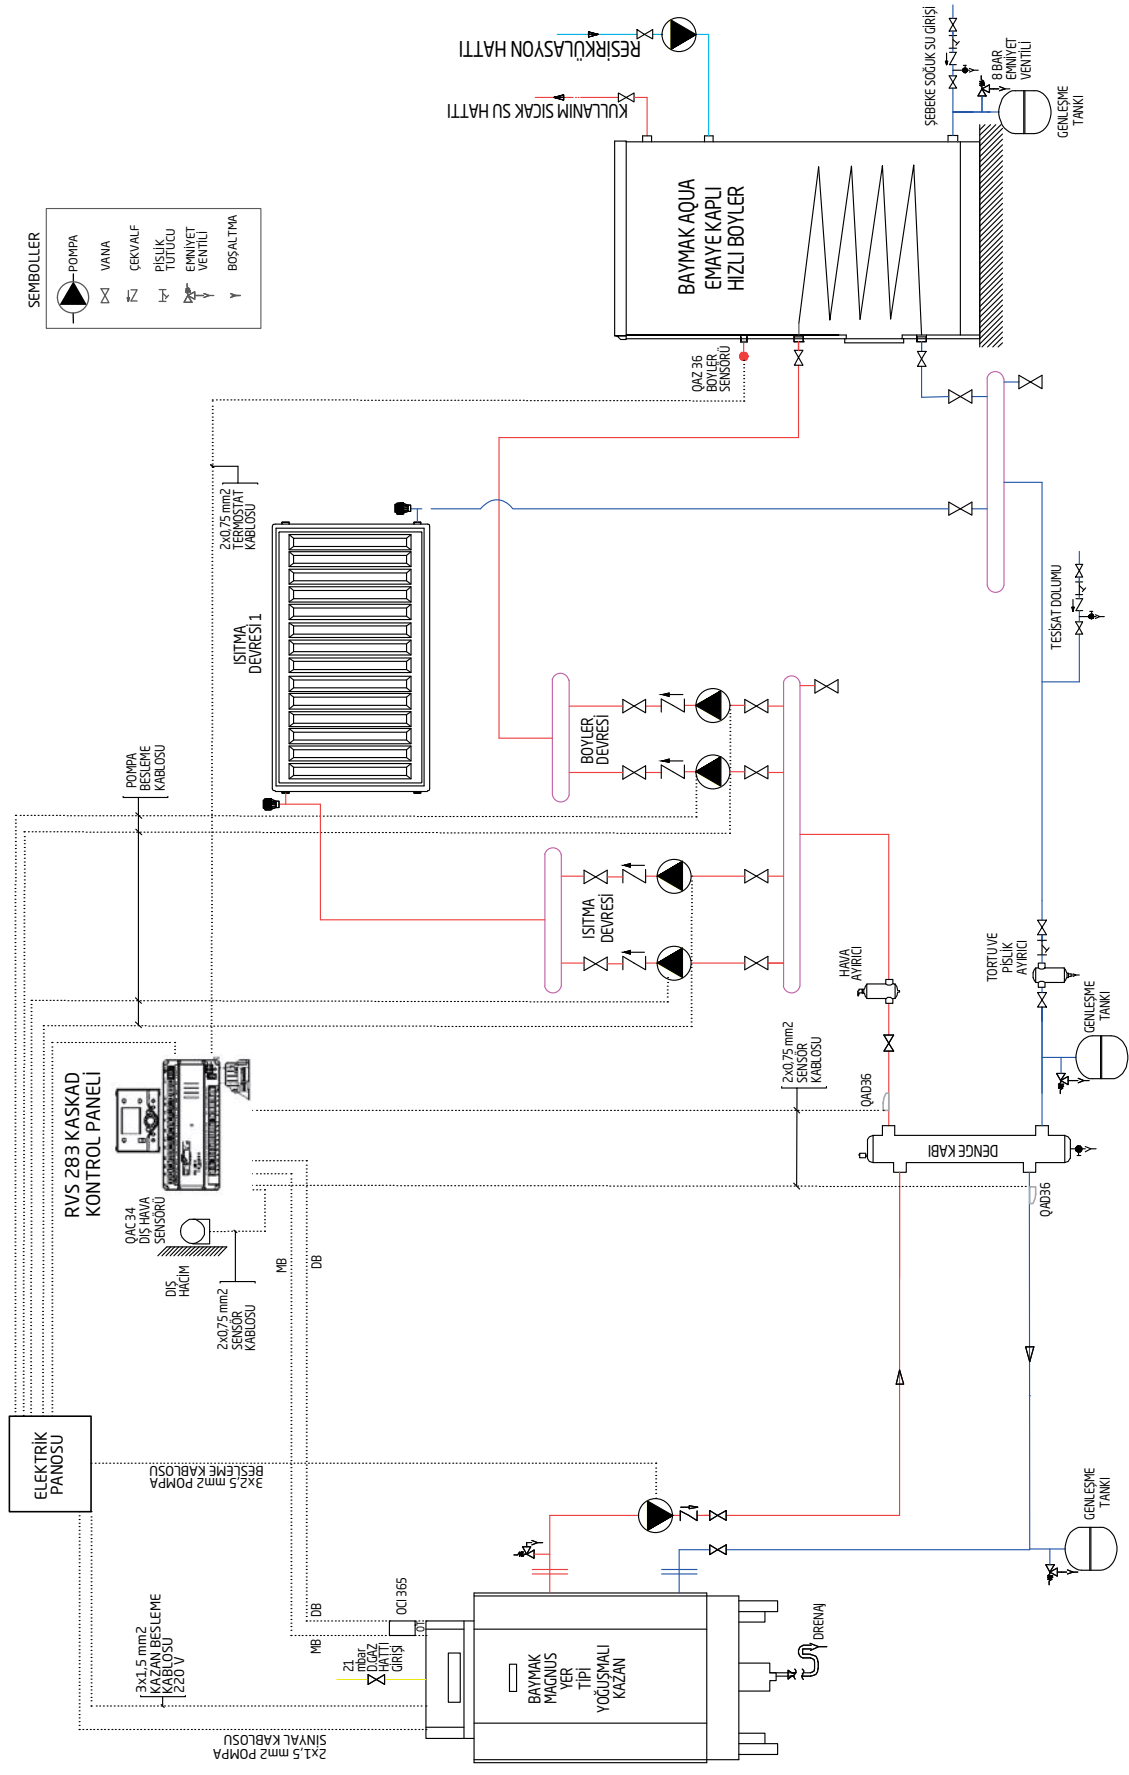 RESİRKÜLASYON HATTI
KULLANIM SICAK SU HATTI
ŞEBEKE SOĞUK SU GİRİŞİ
8 BAR
EMNİYET
VENTİLİ
GENLEŞME
TANKI
SEMBOLLER
POMPA
VANA
ÇEKVALF
PİSLİK
TUTUCU
EMNİYET
VENTİLİ
BOŞALTMA
BAYMAK AQUA
EMAYE KAPLI
HIZLI BOYLER
QAZ 36
BOYLER
SENSÖRÜ
2x0,75 mm2
TERMOSTAT
KABLOSU
ISITMA
DEVRESİ 1
TESİSAT DOLUMU
BOYLER
DEVRESİ
POMPA
BESLEME
KABLOSU
ISITMA
DEVRESİ
HAVA
AYIRICI
TORTU VE
PİSLİK
AYIRICI
GENLEŞME
TANKI
2x0,75 mm2
SENSÖR
KABLOSU
QAD36
DENGE KABI
QAD36
RVS 283 KASKAD
KONTROL PANELİ
QAC34
DIŞ HAVA
SENSÖRÜ
DIŞ
HACİM
2x0,75 mm2
SENSÖR
KABLOSU
MB
DB
ELEKTRİK
PANOSU
3x2,5 mm2 POMPA
BESLEME KABLOSU
GENLEŞME
TANKI
3x1,5 mm2
KAZAN BESLEME
KABLOSU
220 V
2x1,5 mm2 POMPA
SİNYAL KABLOSU
MB
DB
OCI365
OT
21
mbar
D.GAZ
HATTI
GİRİŞİ
BAYMAK
MAGNUS
YER
TİPİ
YOĞUŞMALI
KAZAN
DRENAJ